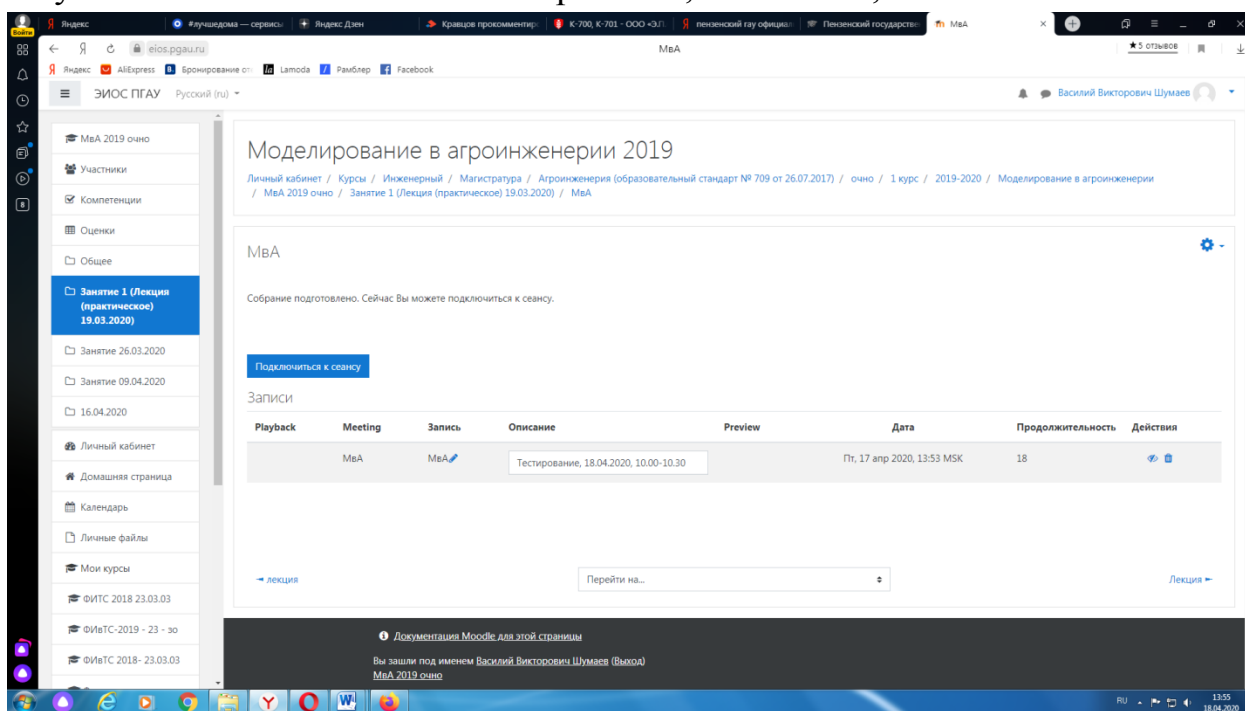 Войти
Яндекс
#лучшедома — сервисы
Яндекс Дзен
Кравцов прокомментир
К-700, К-701 - ООО «Э.П.
пензенский гау официал
Пензенский государстве
МвА
eios.pgau.ru
МвА
★5 отзывов
Яндекс
AliExpress
Бронирование от
Lamoda
Рамблер
Facebook
ЭИОС ПГАУ Русский (ru)
Василий Викторович Шумаев
МвА 2019 очно
Участники
Компетенции
Оценки
Общее
Занятие 1 (Лекция
(практическое)
19.03.2020)
Занятие 26.03.2020
Занятие 09.04.2020
16.04.2020
Личный кабинет
Домашняя страница
Календарь
Личные файлы
Мои курсы
ФИТС 2018 23.03.03
ФИвТС-2019 - 23 - зо
ФИвТС 2018- 23.03.03
Моделирование в агроинженерии 2019
Личный кабинет / Курсы / Инженерный / Магистратура / Агроинженерия (образовательный стандарт № 709 от 26.07.2017) / очно / 1 курс / 2019-2020 / Моделирование в агроинженерии
/ МвА 2019 очно / Занятие 1 (Лекция (практическое) 19.03.2020) / МвА
МвА
Собрание подготовлено. Сейчас Вы можете подключиться к сеансу.
Подключиться к сеансу
Записи
Playback Meeting Запись Описание Preview Дата Продолжительность Действия
МвА МвА Тестирование, 18.04.2020, 10.00-10.30 Пт, 17 апр 2020, 13:53 MSK 18
◄ лекция
Перейти на...
Лекция ►
Документация Moodle для этой страницы
Вы зашли под именем Василий Викторович Шумаев (Выход)
МвА 2019 очно
RU
13:55
18.04.2020